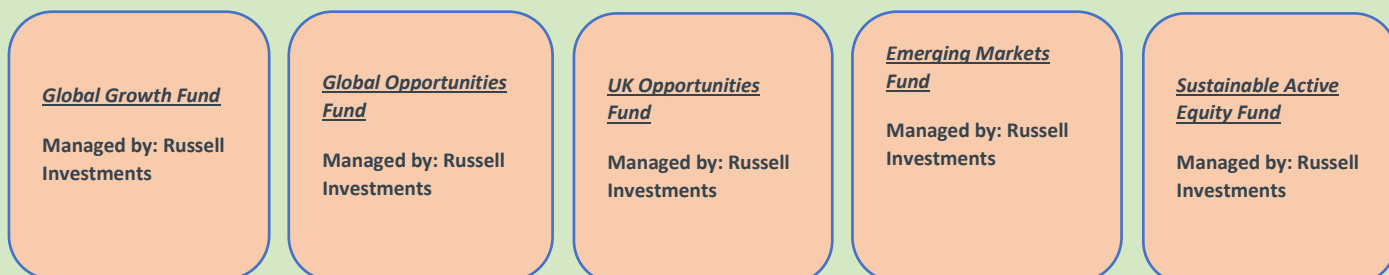 Global Growth Fund
Managed by: Russell
Investments
Global Opportunities
Fund
Managed by: Russell
Investments
UK Opportunities
Fund
Managed by: Russell
Investments
Emerging Markets
Fund
Managed by: Russell
Investments
Sustainable Active
Equity Fund
Managed by: Russell
Investments